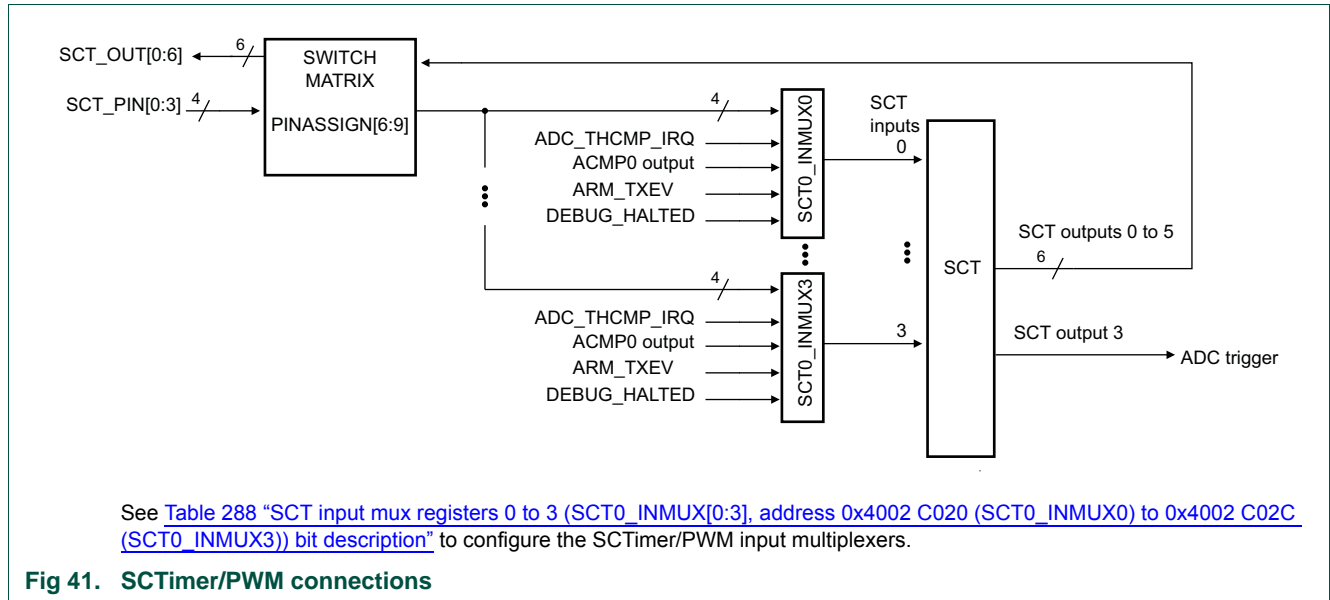 SCT_OUT[0:6]
6
SWITCH
MATRIX
SCT_PIN[0:3]
4
PINASSIGN[6:9]
4
ADC_THCMP_IRQ
ACMP0 output
ARM_TXEV
DEBUG_HALTED
SCT0_INMUX0
SCT
inputs
0
4
ADC_THCMP_IRQ
ACMP0 output
ARM_TXEV
DEBUG_HALTED
SCT0_INMUX3
3
SCT
SCT outputs 0 to 5
6
SCT output 3
ADC trigger
See Table 288 “SCT input mux registers 0 to 3 (SCT0_INMUX[0:3], address 0x4002 C020 (SCT0_INMUX0) to 0x4002 C02C
(SCT0_INMUX3)) bit description” to configure the SCTimer/PWM input multiplexers.
Fig 41. SCTimer/PWM connections